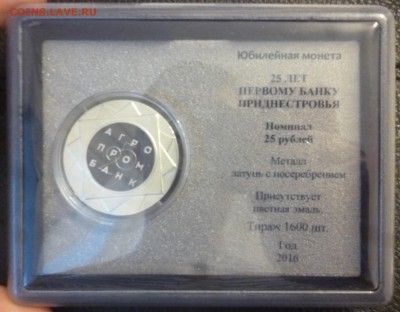 COINS.LAVE.RU
Юбилейная монета
25 ЛЕТ
ПЕРВОМУ БАНКУ
ПРИДНЕСТРОВЬЯ
Номинал
25 рублей
Металл
латунь с посеребрением
Присутствует
цветная эмаль.
Тираж 1600 шт.
Год
2016
АГРО
ПРОМ
БАНК